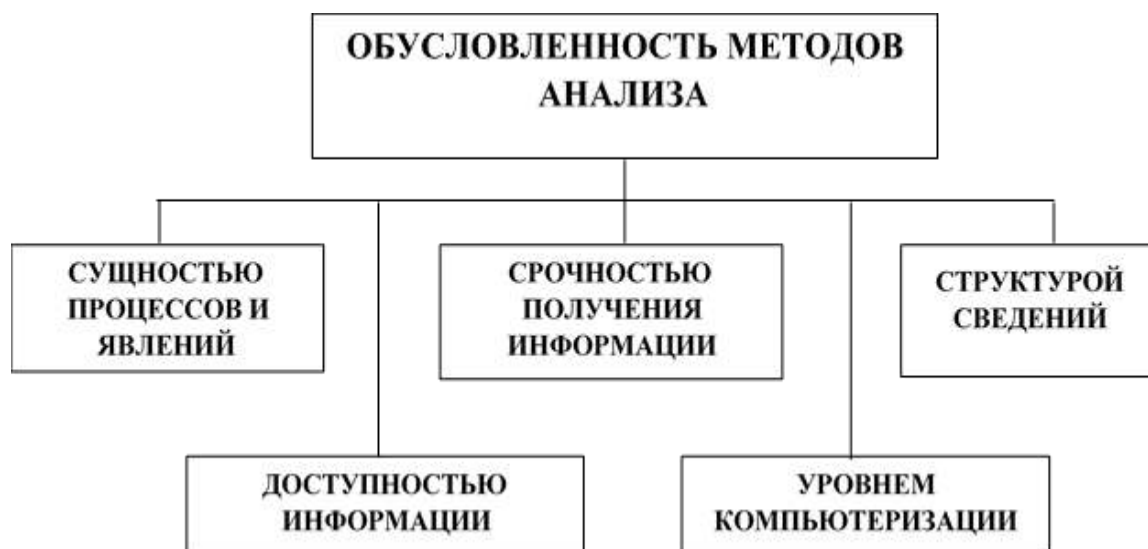 ОБУСЛОВЛЕННОСТЬ МЕТОДОВ
АНАЛИЗА
СУЩНОСТЬЮ
ПРОЦЕССОВ И
ЯВЛЕНИЙ
СРОЧНОСТЬЮ
ПОЛУЧЕНИЯ
ИНФОРМАЦИИ
СТРУКТУРОЙ
СВЕДЕНИЙ
ДОСТУПНОСТЬЮ
ИНФОРМАЦИИ
УРОВНЕМ
КОМПЬЮТЕРИЗАЦИИ